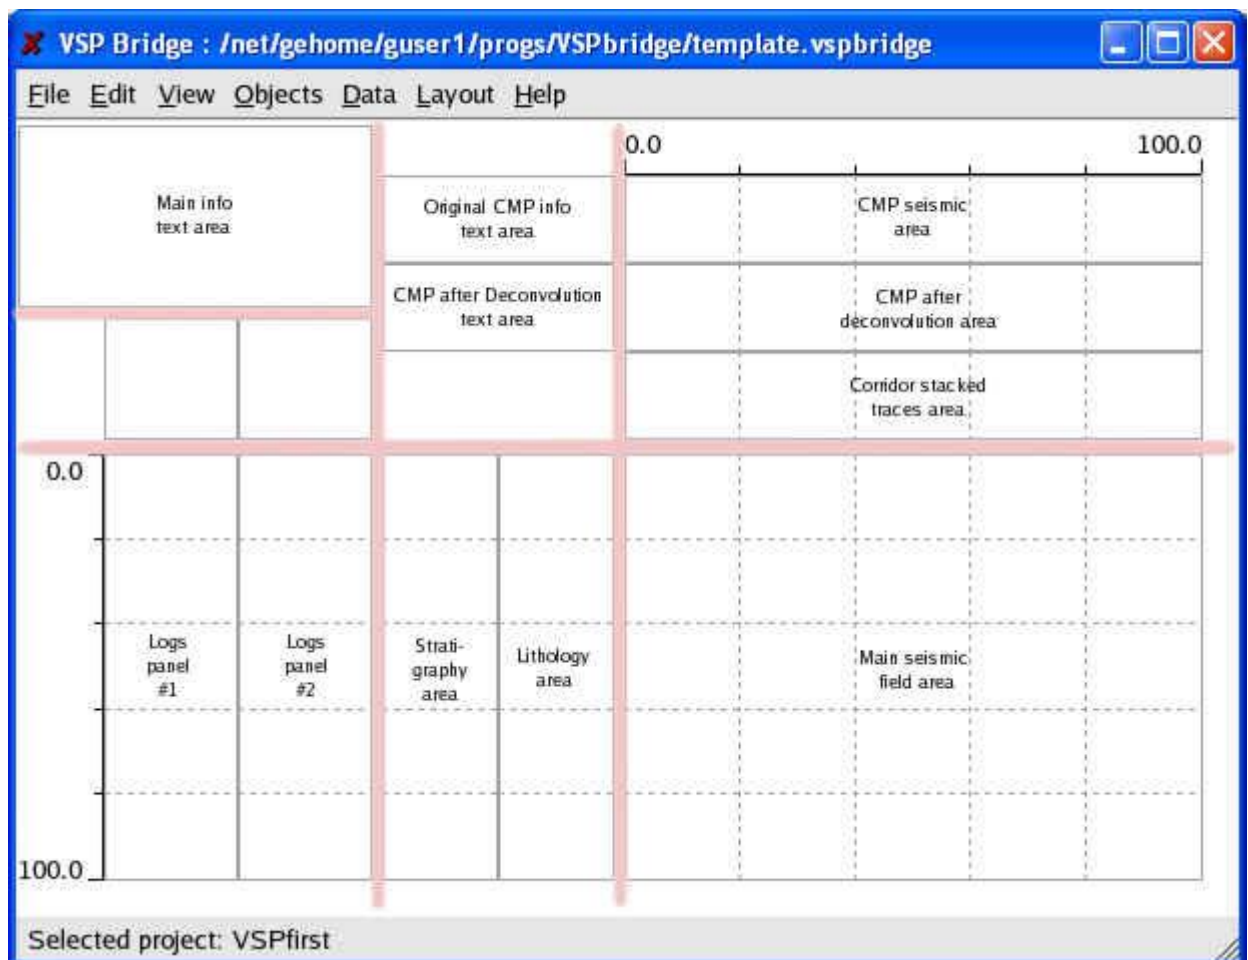 VSP Bridge : /net/gehome/guser1/progs/VSPbridge/template.vspbridge
File Edit View Objects Data Layout Help
0.0 100.0
Main info
text area
Original CMP info
text area
CMP seismic
area
CMP after Deconvolution
text area
CMP after
deconvolution area
Corridor stacked
traces area
0.0
Logs
panel
#1
Logs
panel
#2
Strati-
graphy
area
Lithology
area
Main seismic
field area
100.0
Selected project: VSPfirst